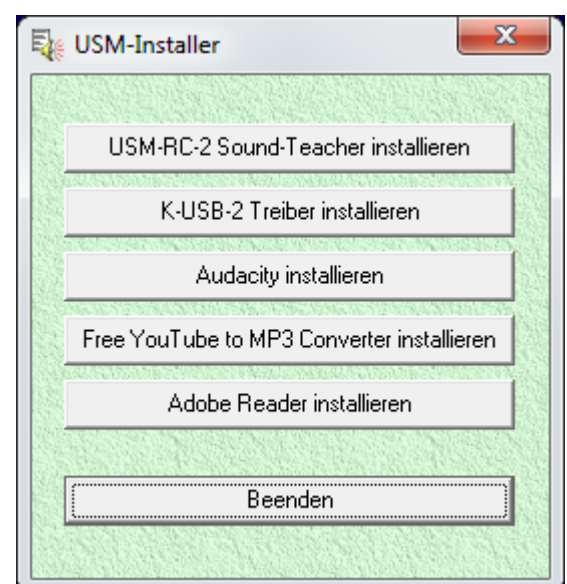 USM-Installer
USM-RC-2 Sound-Teacher installieren
K-USB-2 Treiber installieren
Audacity installieren
Free YouTube to MP3 Converter installieren
Adobe Reader installieren
Beenden